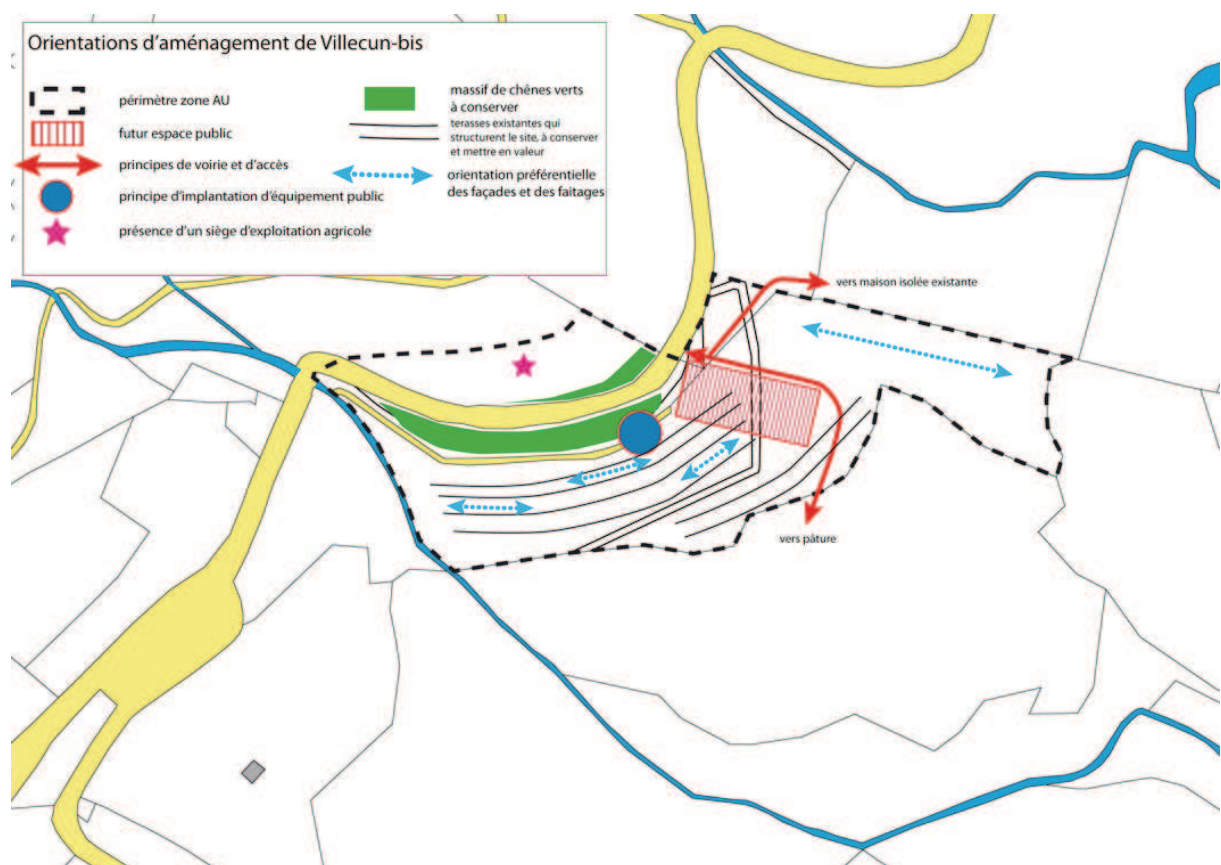 Orientations d'aménagement de Villecun-bis
périmètre zone AU
futur espace public
principes de voirie et d'accès
principe d'implantation d'équipement public
présence d'un siège d'exploitation agricole
massif de chênes verts
à conserver
terasses existantes qui
structurent le site, à conserver
et mettre en valeur
orientation préférentielle
des façades et des faitages
vers maison isolée existante
vers pâture